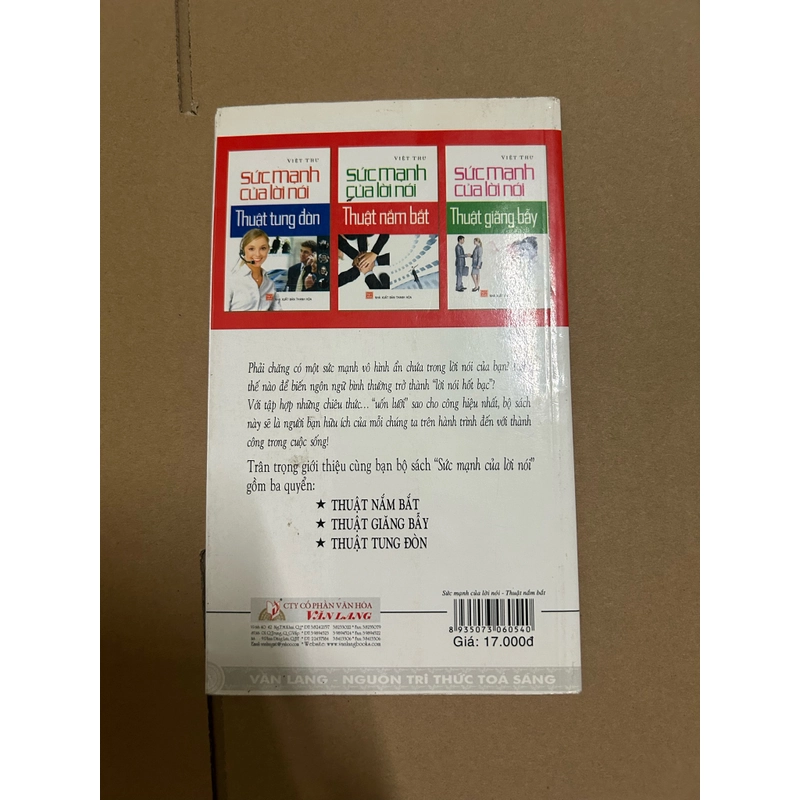 VIỆT THƯ
sức mạnh
của lời nói
Thuật tung đòn
VIỆT THƯ
sức mạnh
của lời nói
Thuật nắm bắt
NHÀ XUẤT BẢN THANH HÓA
VIỆT THƯ
sức mạnh
của lời nói
Thuật giăng bẫy
Phải chăng có một sức mạnh vô hình ẩn chứa trong lời nói của bạn?
thế nào để biến ngôn ngữ bình thường trở thành "lời nói hốt bạc"?
Với tập hợp những chiêu thức... "uốn lưỡi" sao cho công hiệu nhất, bộ sách
này sẽ là người bạn hữu ích của mỗi chúng ta trên hành trình đến với thành
công trong cuộc sống!
Trân trọng giới thiệu cùng bạn bộ sách "Sức mạnh của lời nói"
gồm ba quyển:
★ THUẬT NẮM BẮT
★ THUẬT GIĂNG BẪY
★ THUẬT TUNG ĐÒN
CTY CỔ PHẦN VĂN HÓA
VĂN LANG
Sức mạnh của lời nói - Thuật nắm bắt
8 935073 060540
Giá: 17.000đ
VĂN LANG - NGUỒN TRI THỨC TOẢ SÁNG